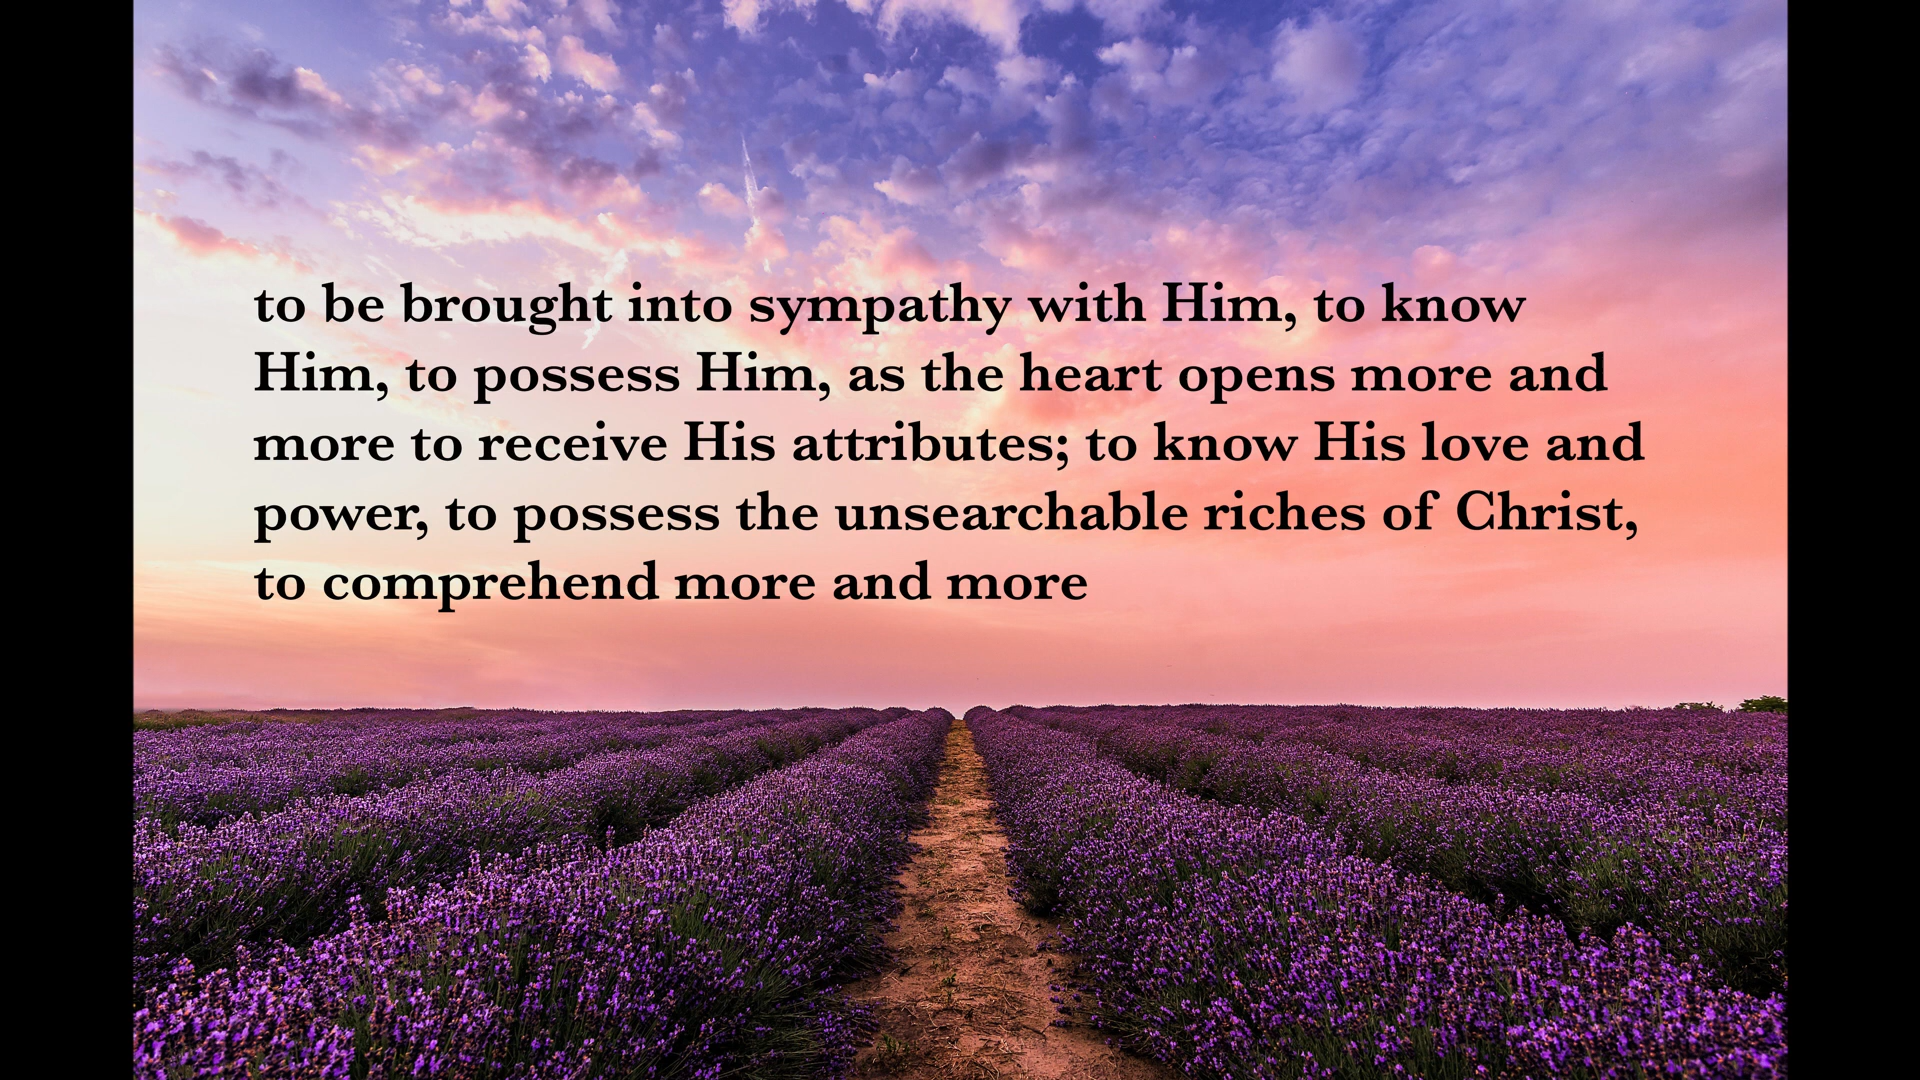 to be brought into sympathy with Him, to know
Him, to possess Him, as the heart opens more and
more to receive His attributes; to know His love and
power, to possess the unsearchable riches of Christ,
to comprehend more and more